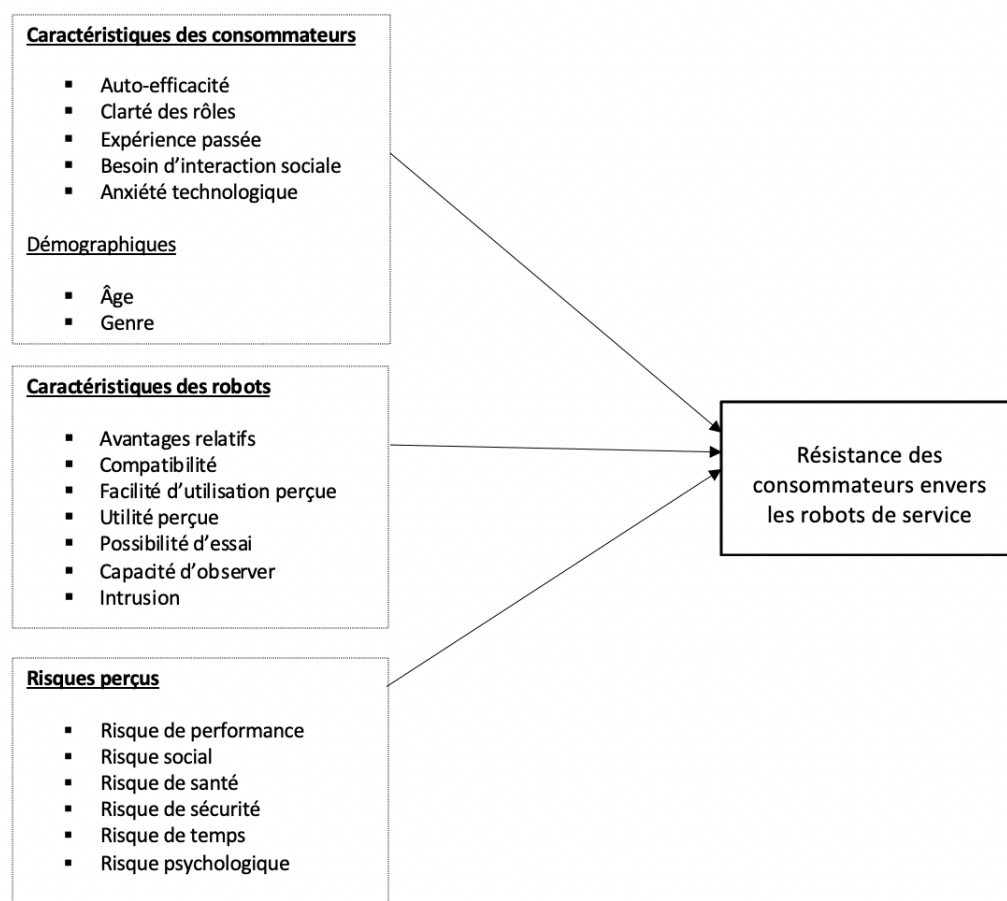 Caractéristiques des consommateurs
▪ Auto-efficacité
▪ Clarté des rôles
▪ Expérience passée
▪ Besoin d’interaction sociale
▪ Anxiété technologique
Démographiques
▪ Âge
▪ Genre
Caractéristiques des robots
▪ Avantages relatifs
▪ Compatibilité
▪ Facilité d’utilisation perçue
▪ Utilité perçue
▪ Possibilité d’essai
▪ Capacité d’observer
▪ Intrusion
Risques perçus
▪ Risque de performance
▪ Risque social
▪ Risque de santé
▪ Risque de sécurité
▪ Risque de temps
▪ Risque psychologique
Résistance des
consommateurs envers
les robots de service